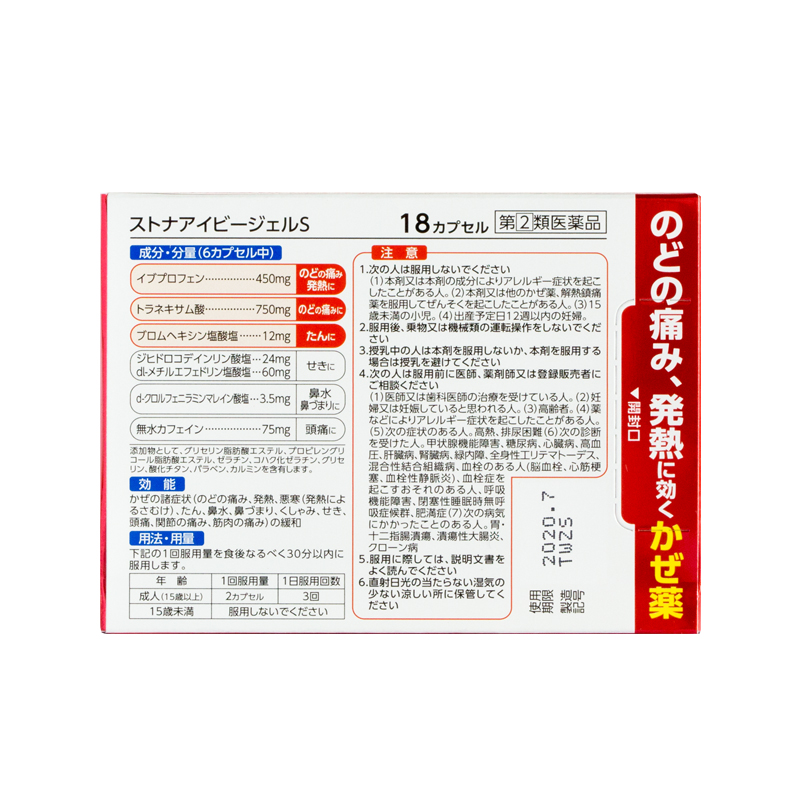 ストナアイビージェルS
18カプセル 第②類医薬品
成分・分量(6カプセル中)
イブプロフェン………………450mg
のどの痛み
発熱に
トラネキサム酸………………750mg
のどの痛みに
ブロムヘキシン塩酸塩………12mg
たんに
ジヒドロコデインリン酸塩…24mg
dl-メチルエフェドリン塩酸塩…60mg
せきに
d-クロルフェニラミンマレイン酸塩…3.5mg
鼻水
鼻づまりに
無水カフェイン………………75mg
頭痛に
添加物として、グリセリン脂肪酸エステル、プロピレングリ
コール脂肪酸エステル、ゼラチン、コハク化ゼラチン、グリセ
リン、酸化チタン、パラベン、カルミンを含有します。
効能
かぜの諸症状(のどの痛み、発熱、悪寒(発熱によ
るさむけ)、たん、鼻水、鼻づまり、くしゃみ、せき、
頭痛、関節の痛み、筋肉の痛み)の緩和
用法・用量
下記の1回服用量を食後なるべく30分以内に
服用します。
年齢 1回服用量 1日服用回数
成人(15歳以上) 2カプセル 3回
15歳未満 服用しないでください
注意
1.次の人は服用しないでください
(1)本剤又は本剤の成分によりアレルギー症状を起こ
したことがある人。(2)本剤又は他のかぜ薬、解熱鎮痛
薬を服用してぜんそくを起こしたことがある人。(3)15
歳未満の小児。(4)出産予定日12週以内の妊婦。
2.服用後、乗物又は機械類の運転操作をしないでくだ
さい
3.授乳中の人は本剤を服用しないか、本剤を服用する
場合は授乳を避けてください
4.次の人は服用前に医師、薬剤師又は登録販売者に
ご相談ください
(1)医師又は歯科医師の治療を受けている人。(2)妊
婦又は妊娠していると思われる人。(3)高齢者。(4)薬
などによりアレルギー症状を起こしたことがある人。
(5)次の症状のある人。高熱、排尿困難(6)次の診断
を受けた人。甲状腺機能障害、糖尿病、心臓病、高血
圧、肝臓病、腎臓病、緑内障、全身性エリテマトーデス、
混合性結合組織病、血栓のある人(脳血栓、心筋梗
塞、血栓性静脈炎)、血栓症を
起こすおそれのある人、呼吸
機能障害、閉塞性睡眠時無呼
吸症候群、肥満症(7)次の病気
にかかったことのある人。胃・
十二指腸潰瘍、潰瘍性大腸炎、
クローン病
5.服用に際しては、説明文書を
よく読んでください
6.直射日光の当たらない湿気の
少ない涼しい所に保管してく
ださい
使用期限
製造記号
2020.7
TWZS
のどの痛み、発熱に効くかぜ薬
▼開封口